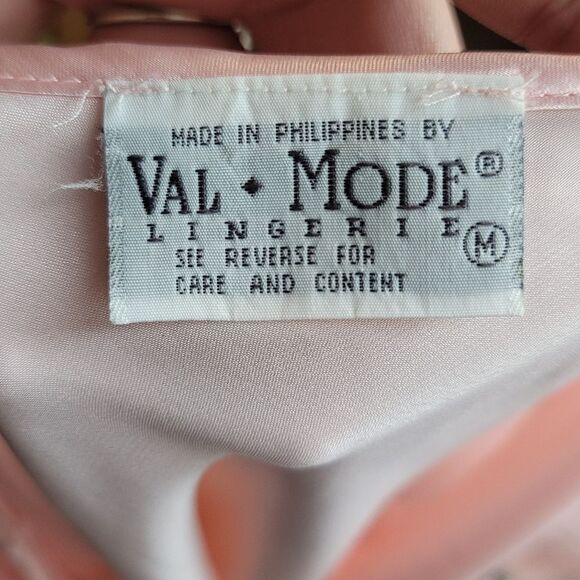 MADE IN PHILIPPINES BY
VAL · MODE®
LINGERIE M
SEE REVERSE FOR
CARE AND CONTENT